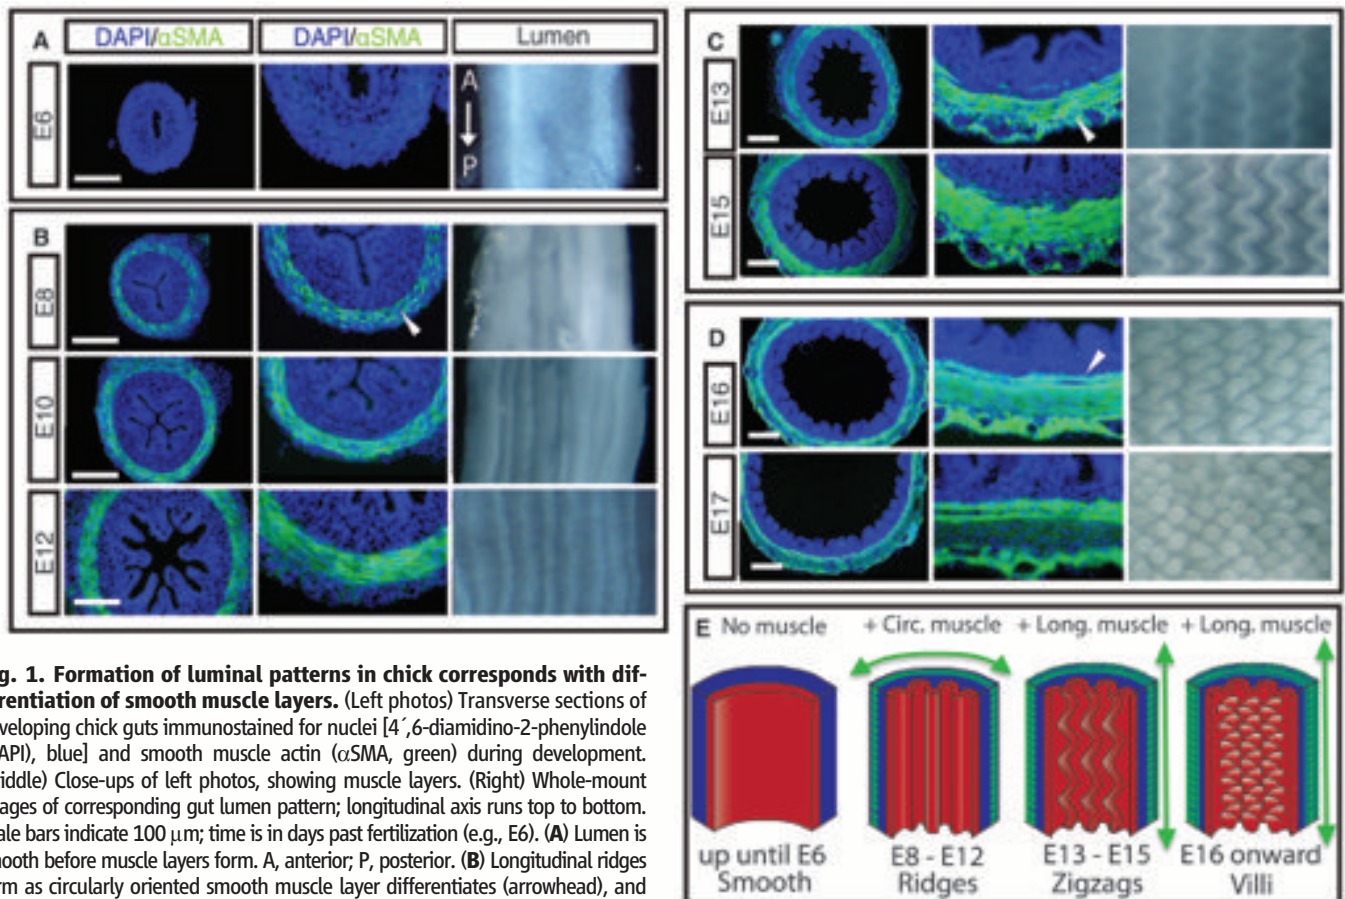 A
DAPI/αSMA
DAPI/αSMA
Lumen
E6
A
P
B
E8
E10
E12
C
E13
E15
D
E16
E17
E
No muscle
+ Circ. muscle
+ Long. muscle
+ Long. muscle
up until E6
Smooth
E8 - E12
Ridges
E13 - E15
Zigzags
E16 onward
Villi
g. 1. Formation of luminal patterns in chick corresponds with dif-
rentiation of smooth muscle layers. (Left photos) Transverse sections of
veloping chick guts immunostained for nuclei [4´,6-diamidino-2-phenylindole
API), blue] and smooth muscle actin (αSMA, green) during development.
iddle) Close-ups of left photos, showing muscle layers. (Right) Whole-mount
ages of corresponding gut lumen pattern; longitudinal axis runs top to bottom.
ale bars indicate 100 μm; time is in days past fertilization (e.g., E6). (A) Lumen is
nooth before muscle layers form. A, anterior; P, posterior. (B) Longitudinal ridges
rm as circularly oriented smooth muscle layer differentiates (arrowhead), and